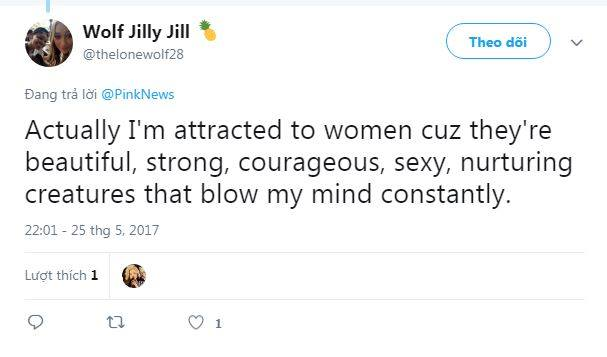 Wolf Jilly Jill 🍍
@thelonewolf28
Theo dõi
Đang trả lời @PinkNews
Actually I'm attracted to women cuz they're
beautiful, strong, courageous, sexy, nurturing
creatures that blow my mind constantly.
22:01 - 25 thg 5, 2017
Lượt thích 1
1